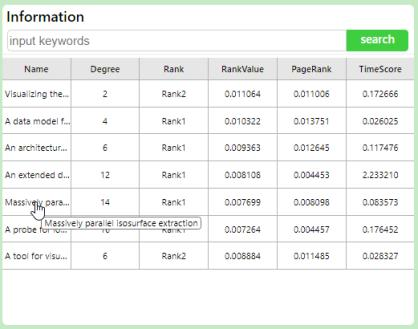 Information
input keywords search
Name Degree Rank RankValue PageRank TimeScore
Visualizing the... 2 Rank2 0.011064 0.011006 0.172666
A data model f... 4 Rank1 0.010322 0.013751 0.026025
An architectur... 6 Rank1 0.009363 0.012645 0.117476
An extended d... 12 Rank1 0.008108 0.004453 2.233210
Massively para... 14 Rank1 0.007699 0.008098 0.083573
Massively parallel isosurface extraction
A probe for lo... Rank1 0.007264 0.004457 0.176452
A tool for visu... 6 Rank2 0.008884 0.011485 0.028327